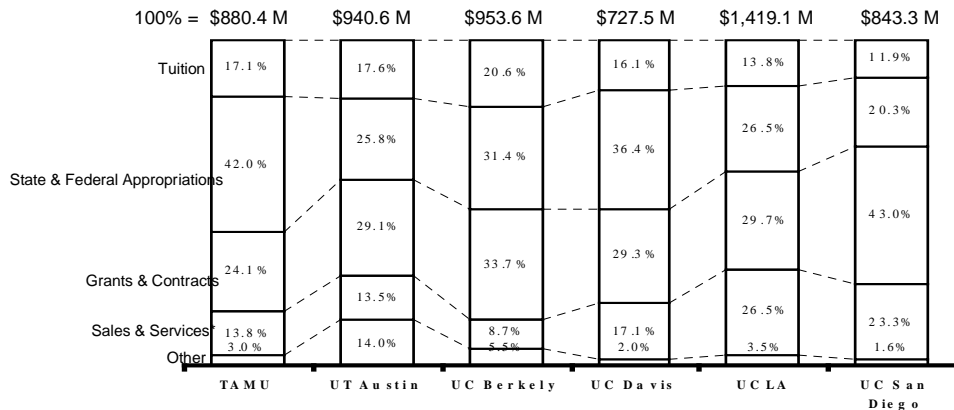 100% = $880.4 M $940.6 M $953.6 M $727.5 M $1,419.1 M $843.3 M
Tuition 17.1% 17.6% 20.6% 16.1% 13.8% 11.9%
State & Federal Appropriations 42.0% 25.8% 31.4% 36.4% 26.5% 20.3%
Grants & Contracts 24.1% 29.1% 33.7% 29.3% 29.7% 43.0%
Sales & Services* 13.8% 13.5% 8.7% 17.1% 26.5% 23.3%
Other 3.0% 14.0% 5.5% 2.0% 3.5% 1.6%
TAMU UT Austin UC Berkely UC Davis UCLA UC San
Diego